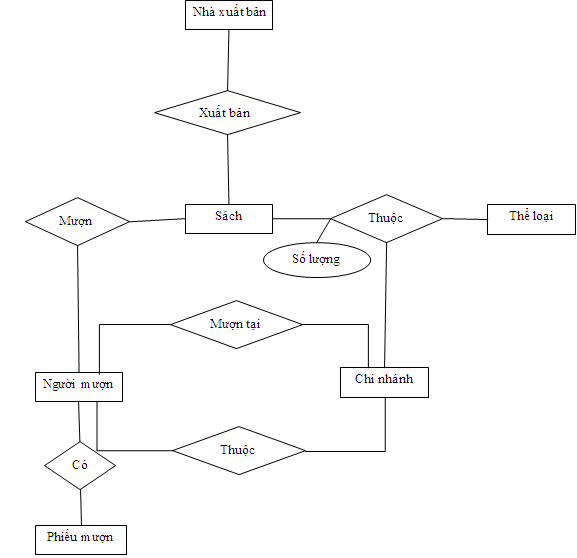 Nhà xuất bản
Xuất bản
Mượn
Sách
Thuộc
Thể loại
Số lượng
Mượn tại
Người mượn
Chi nhánh
Thuộc
Có
Phiếu mượn